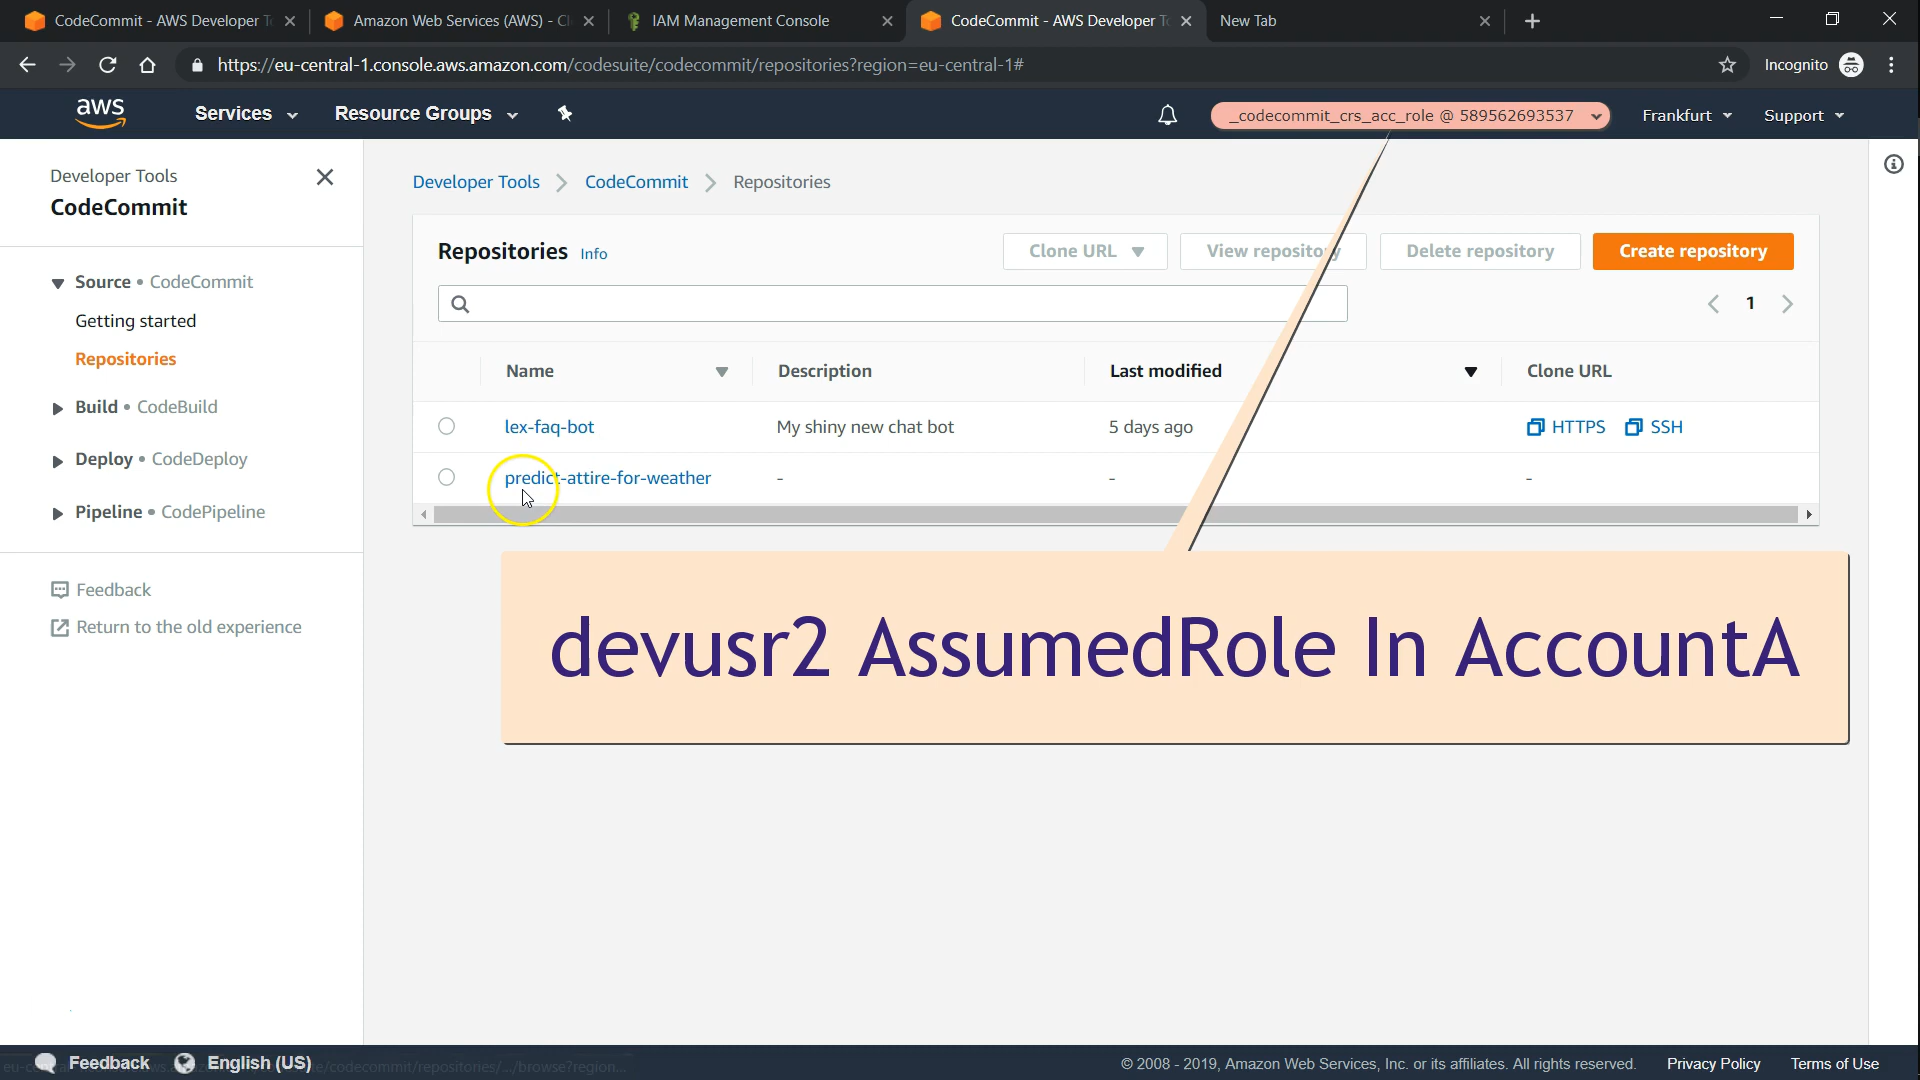 CodeCommit - AWS Developer To
Amazon Web Services (AWS) - Cl
IAM Management Console
CodeCommit - AWS Developer To
New Tab
https://eu-central-1.console.aws.amazon.com/codesuite/codecommit/repositories?region=eu-central-1#
Incognito
aws
Services
Resource Groups
_codecommit_crs_acc_role @ 589562693537
Frankfurt
Support
Developer Tools
CodeCommit
Source • CodeCommit
Getting started
Repositories
Build • CodeBuild
Deploy • CodeDeploy
Pipeline • CodePipeline
Feedback
Return to the old experience
Developer Tools
CodeCommit
Repositories
Repositories Info
Clone URL
View repository
Delete repository
Create repository
1
Name
Description
Last modified
Clone URL
lex-faq-bot
My shiny new chat bot
5 days ago
HTTPS
SSH
predict-attire-for-weather
-
-
-
devusr2 AssumedRole In AccountA
Feedback
English (US)
© 2008 - 2019, Amazon Web Services, Inc. or its affiliates. All rights reserved.
Privacy Policy
Terms of Use